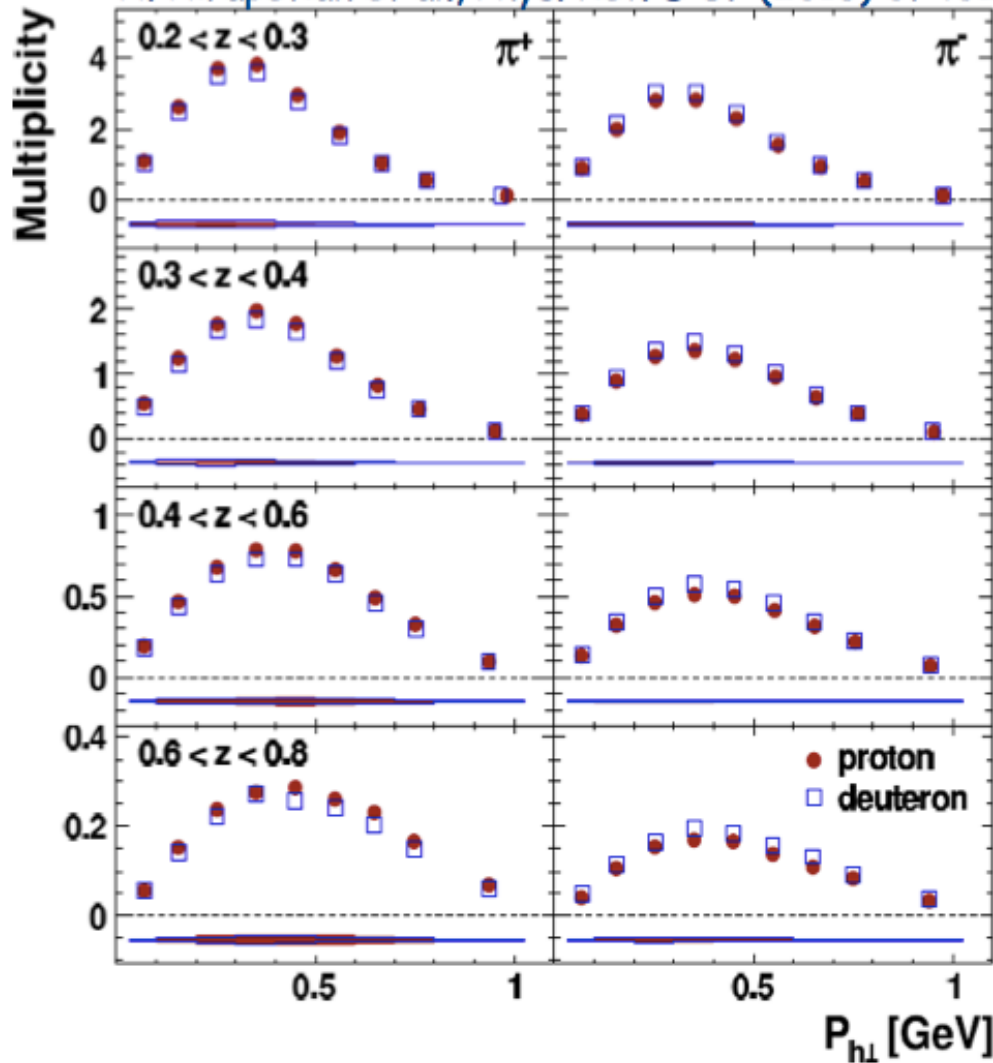 0.2 < z < 0.3
π⁺
π⁻
Multiplicity
4
2
0
0.3 < z < 0.4
2
1
0
0.4 < z < 0.6
1
0.5
0
0.6 < z < 0.8
proton
deuteron
0.4
0.2
0
0.5
1
0.5
1
P_h⊥ [GeV]